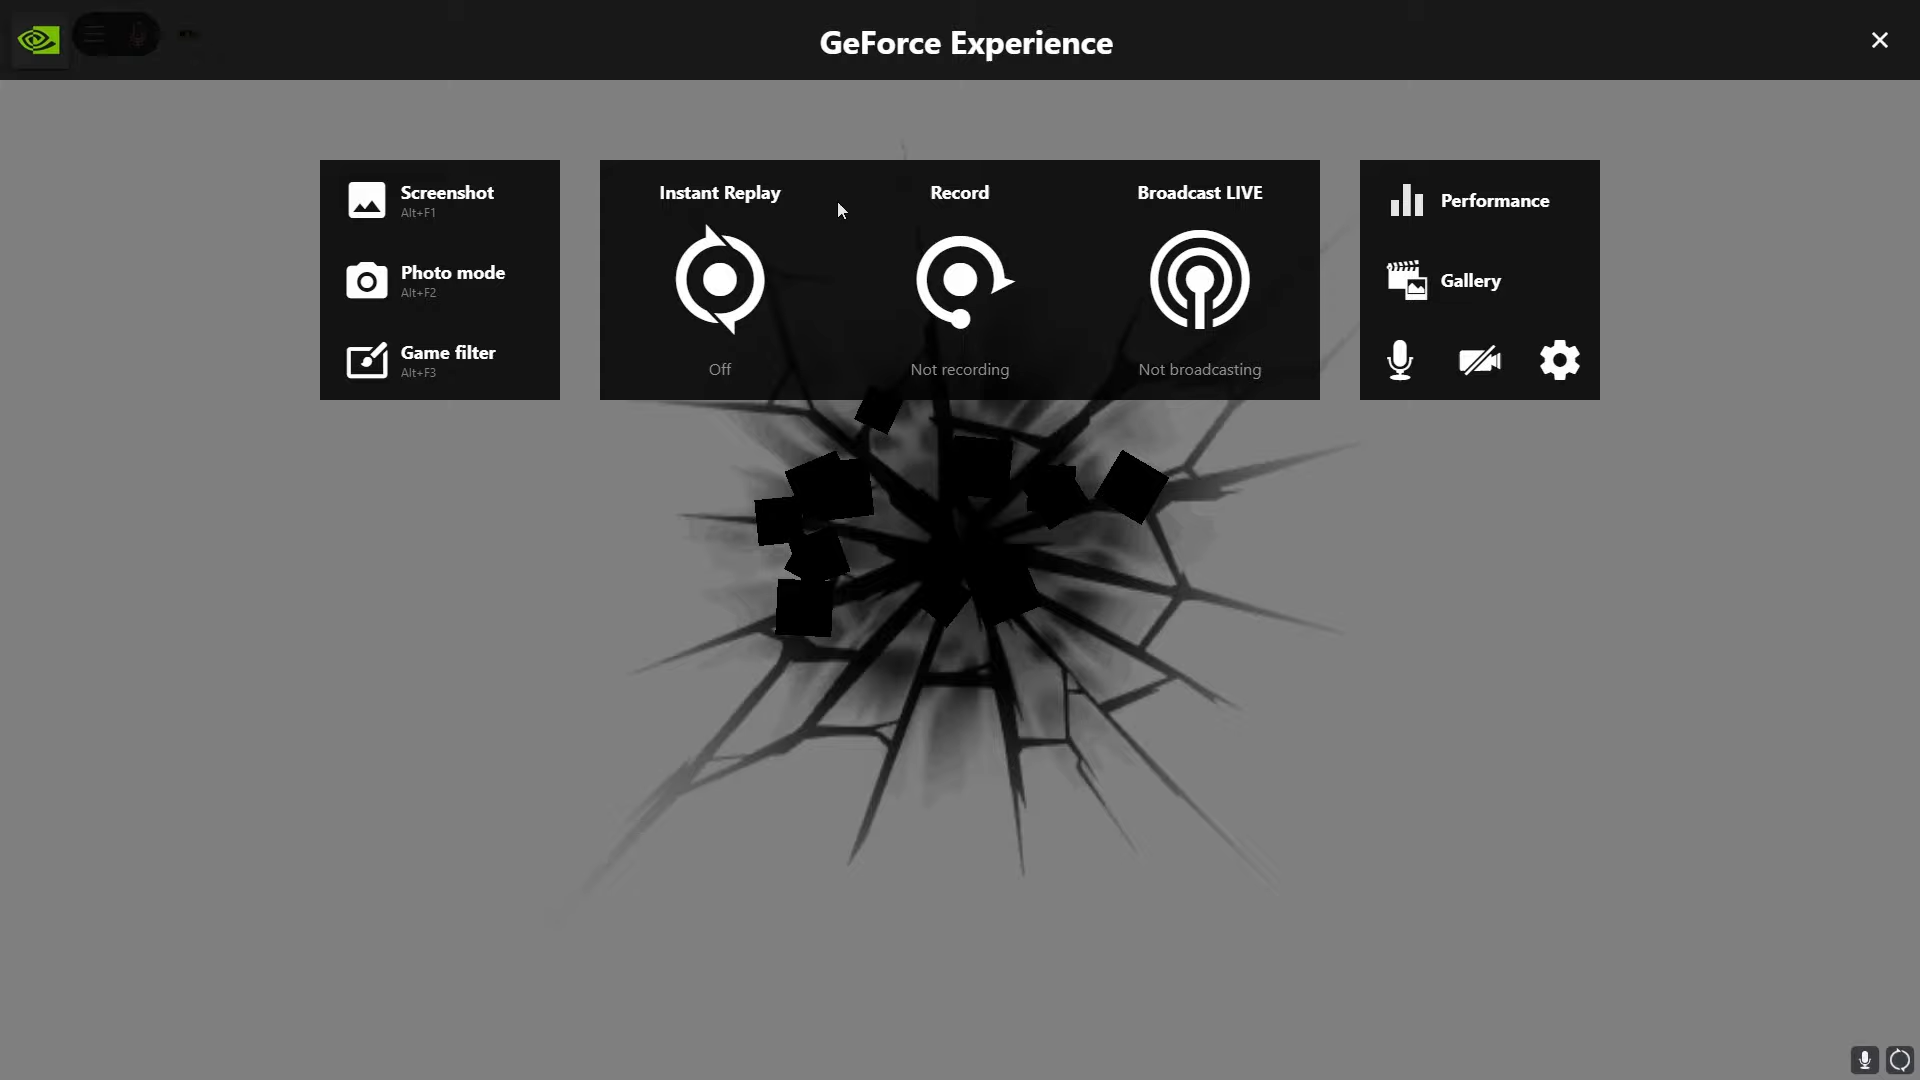 GeForce Experience
Screenshot
Alt+F1
Photo mode
Alt+F2
Game filter
Alt+F3
Instant Replay
Off
Record
Not recording
Broadcast LIVE
Not broadcasting
Performance
Gallery